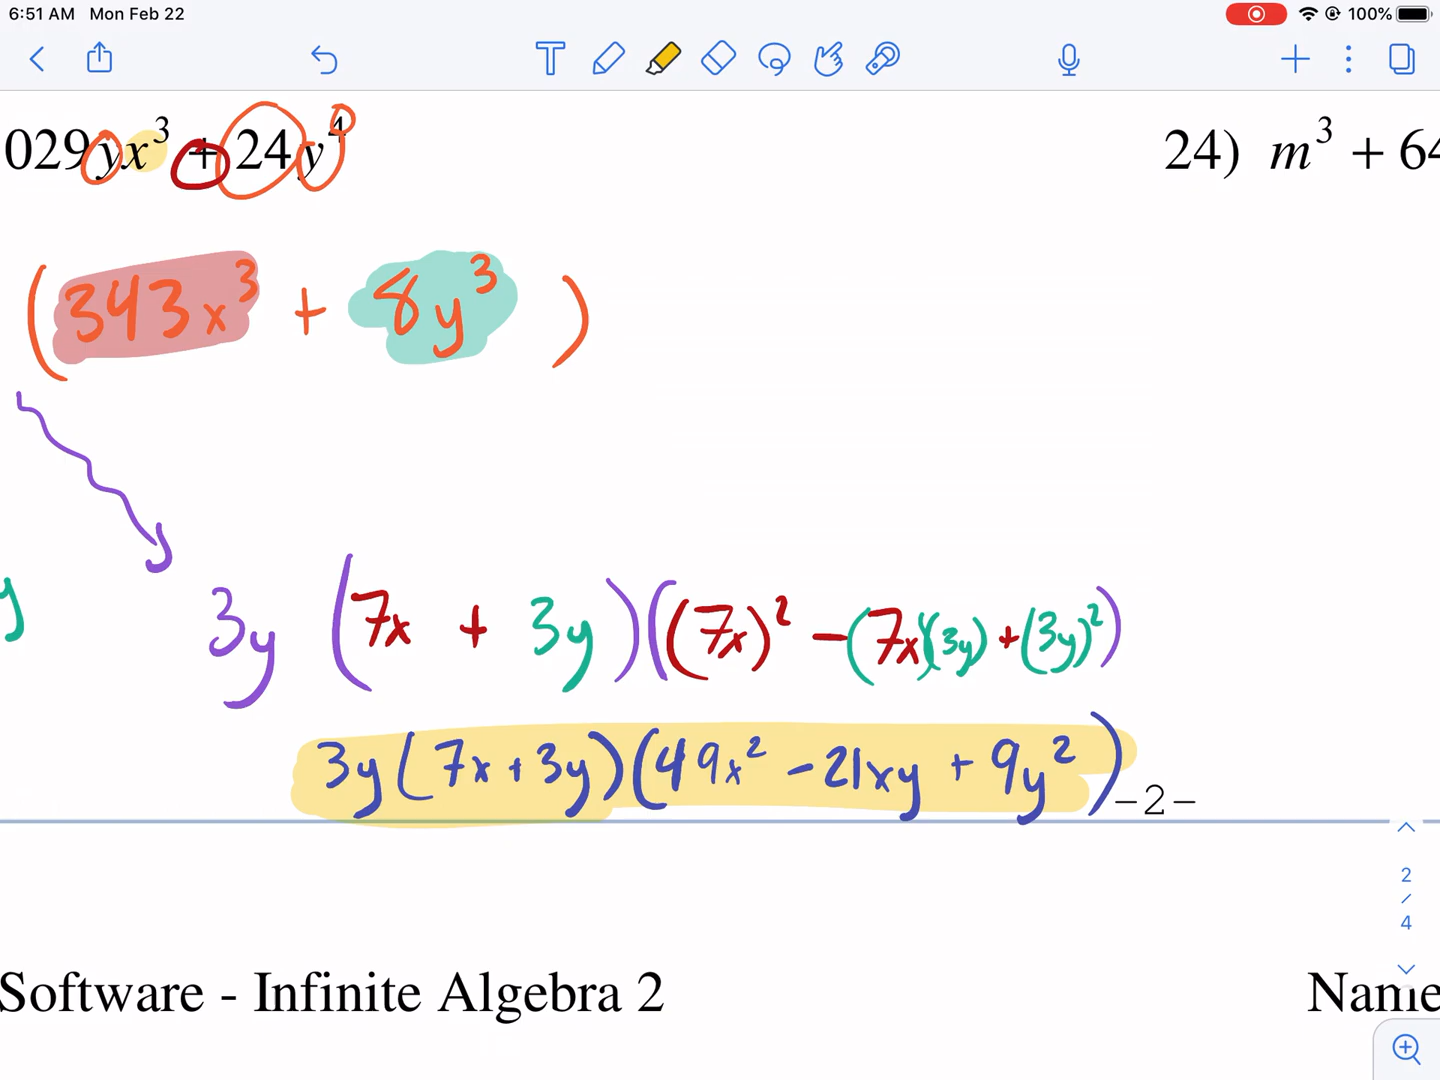 6:51 AM Mon Feb 22 100%
029yx³ + 24y⁴ 24) m³ + 64
(343x³ + 8y³ )
y 3y (7x + 3y)((7x)² - (7x)(3y) + (3y)²)
3y(7x+3y)(49x² - 21xy + 9y²)
-2-
2
/
4
Software - Infinite Algebra 2 Name